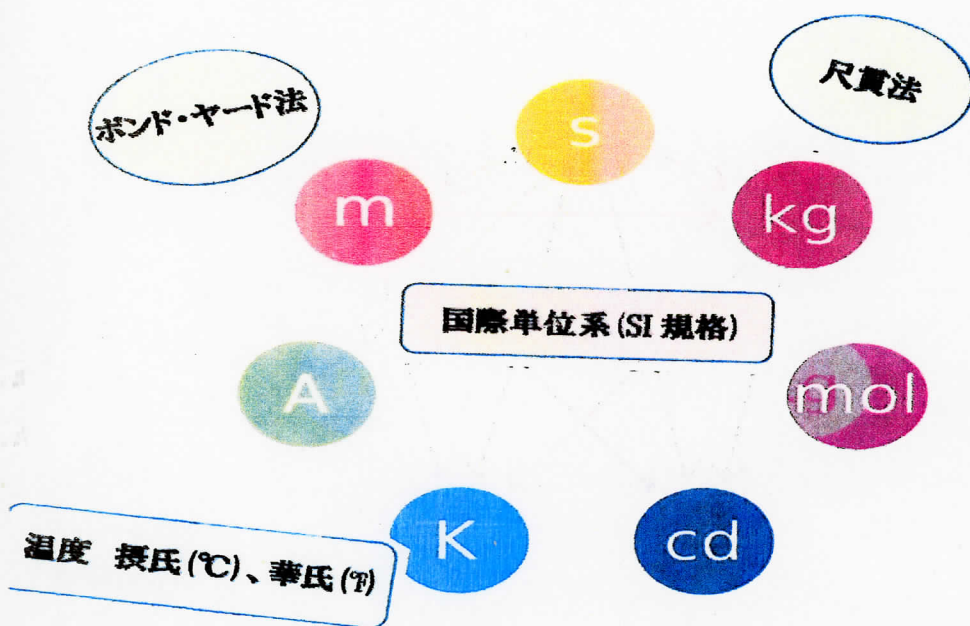 ポンド・ヤード法
尺貫法
s
m
kg
国際単位系(SI 規格)
A
mol
K
cd
温度 摂氏(℃)、華氏(℉)